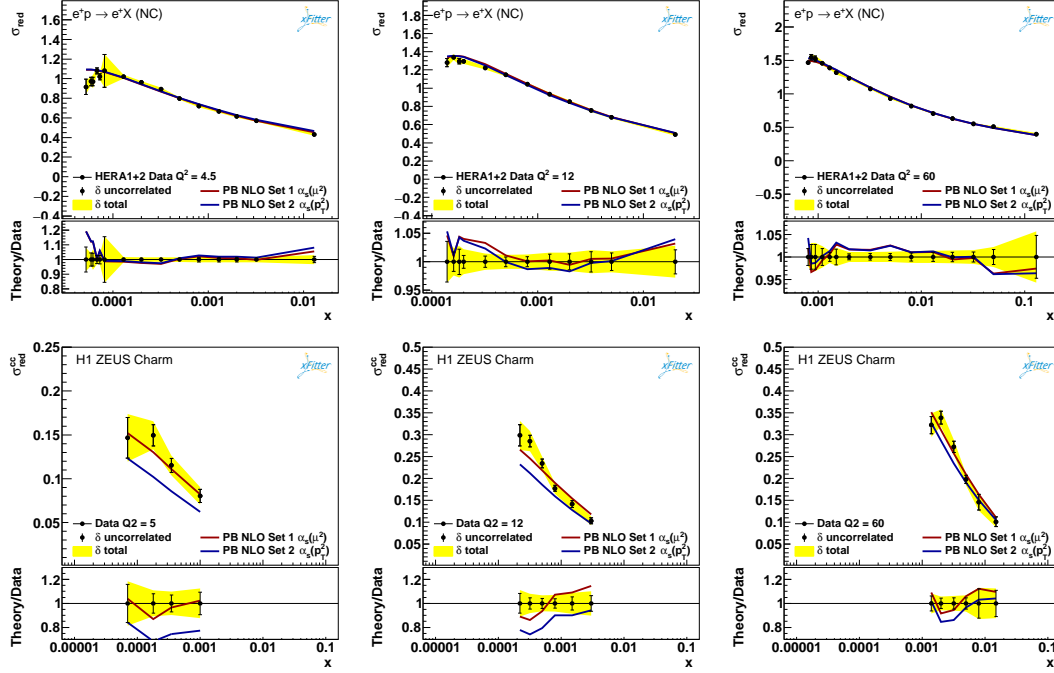 e⁺p → e⁺X (NC)
xFitter
σ_red
1.8
1.6
1.4
1.2
1
0.8
0.6
0.4
0.2
0
−0.2
−0.4
HERA1+2 Data Q² = 4.5
δ uncorrelated
δ total
PB NLO Set 1 α_s(μ²)
PB NLO Set 2 α_s(p_T²)
Theory/Data
1.2
1.1
1
0.9
0.8
0.0001 0.001 0.01 0.1
x
e⁺p → e⁺X (NC)
xFitter
σ_red
2
1.8
1.6
1.4
1.2
1
0.8
0.6
0.4
0.2
0
−0.2
−0.4
HERA1+2 Data Q² = 12
δ uncorrelated
δ total
PB NLO Set 1 α_s(μ²)
PB NLO Set 2 α_s(p_T²)
Theory/Data
1.05
1
0.95
0.0001 0.001 0.01
x
e⁺p → e⁺X (NC)
xFitter
σ_red
2
1.5
1
0.5
0
−0.5
HERA1+2 Data Q² = 60
δ uncorrelated
δ total
PB NLO Set 1 α_s(μ²)
PB NLO Set 2 α_s(p_T²)
Theory/Data
1.05
1
0.95
0.001 0.01 0.1
x
H1 ZEUS Charm
xFitter
σ_red^cc
0.25
0.2
0.15
0.1
0.05
Data Q2 = 5
δ uncorrelated
δ total
PB NLO Set 1 α_s(μ²)
PB NLO Set 2 α_s(p_T²)
Theory/Data
1.2
1
0.8
0.00001 0.0001 0.001 0.01
x
H1 ZEUS Charm
xFitter
σ_red^cc
0.5
0.45
0.4
0.35
0.3
0.25
0.2
0.15
0.1
0.05
Data Q2 = 12
δ uncorrelated
δ total
PB NLO Set 1 α_s(μ²)
PB NLO Set 2 α_s(p_T²)
Theory/Data
1.2
1
0.8
0.00001 0.0001 0.001 0.01
x
H1 ZEUS Charm
xFitter
σ_red^cc
0.5
0.45
0.4
0.35
0.3
0.25
0.2
0.15
0.1
0.05
Data Q2 = 60
δ uncorrelated
δ total
PB NLO Set 1 α_s(μ²)
PB NLO Set 2 α_s(p_T²)
Theory/Data
1.2
1
0.8
0.00001 0.0001 0.001 0.01 0.1
x